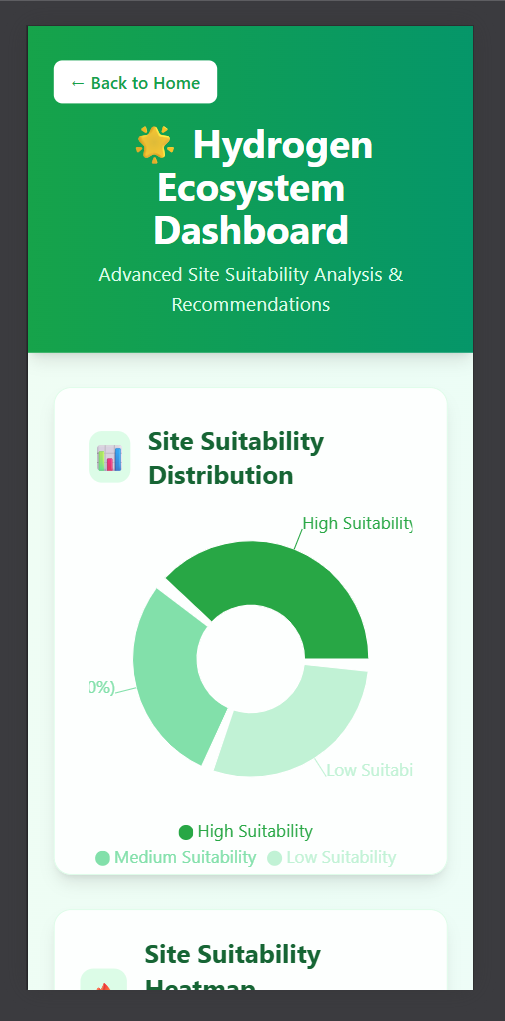 ← Back to Home
Hydrogen
Ecosystem
Dashboard
Advanced Site Suitability Analysis &
Recommendations
Site Suitability
Distribution
High Suitability
0%)
Low Suitabi
High Suitability
Medium Suitability
Low Suitability
Site Suitability
Heatmap